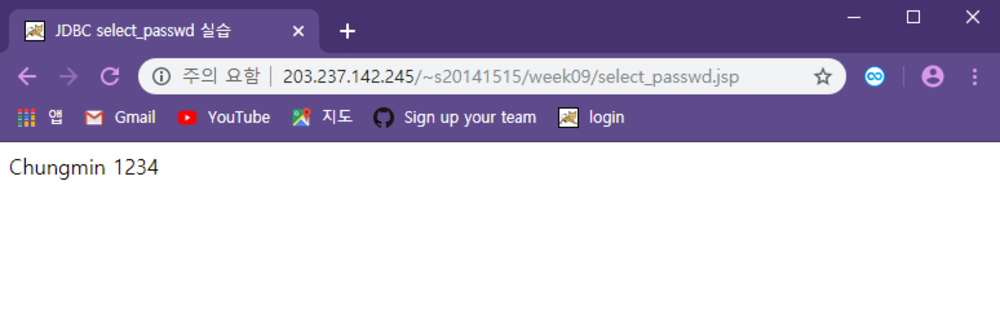 JDBC select_passwd 실습
주의 요함 203.237.142.245/~s20141515/week09/select_passwd.jsp
앱 Gmail YouTube 지도 Sign up your team login
Chungmin 1234